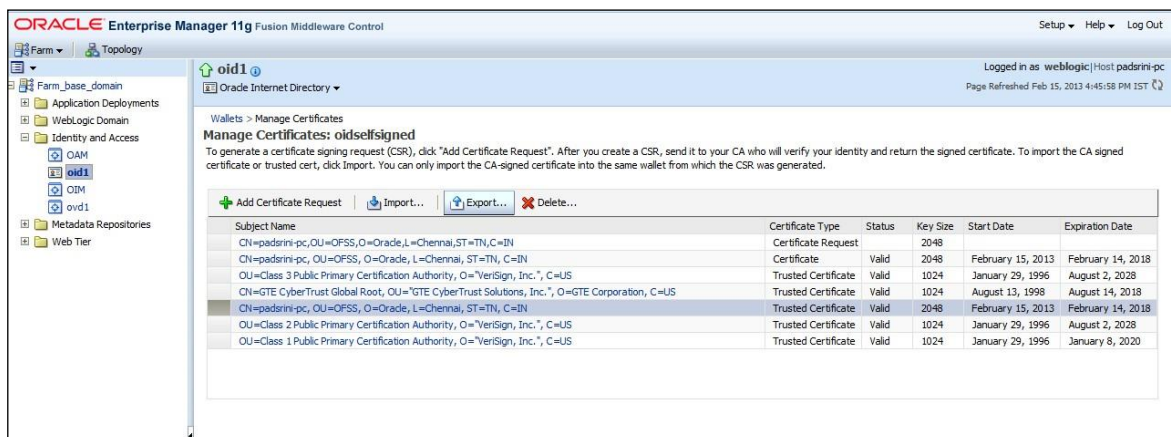 ORACLE Enterprise Manager 11g Fusion Middleware Control
Setup Help Log Out
Farm Topology
Farm_base_domain
Application Deployments
WebLogic Domain
Identity and Access
OAM
oid1
OIM
ovd1
Metadata Repositories
Web Tier
oid1
Logged in as weblogic|Host padsrini-pc
Oracle Internet Directory
Page Refreshed Feb 15, 2013 4:45:58 PM IST
Wallets > Manage Certificates
Manage Certificates: oidselfsigned
To generate a certificate signing request (CSR), click "Add Certificate Request". After you create a CSR, send it to your CA who will verify your identity and return the signed certificate. To import the CA signed
certificate or trusted cert, click Import. You can only import the CA-signed certificate into the same wallet from which the CSR was generated.
Add Certificate Request Import... Export... Delete...
Subject Name Certificate Type Status Key Size Start Date Expiration Date
CN=padsrini-pc,OU=OFSS,O=Oracle,L=Chennai,ST=TN,C=IN Certificate Request 2048
CN=padsrini-pc, OU=OFSS, O=Oracle, L=Chennai, ST=TN, C=IN Certificate Valid 2048 February 15, 2013 February 14, 2018
OU=Class 3 Public Primary Certification Authority, O="VeriSign, Inc.", C=US Trusted Certificate Valid 1024 January 29, 1996 August 2, 2028
CN=GTE CyberTrust Global Root, OU="GTE CyberTrust Solutions, Inc.", O=GTE Corporation, C=US Trusted Certificate Valid 1024 August 13, 1998 August 14, 2018
CN=padsrini-pc, OU=OFSS, O=Oracle, L=Chennai, ST=TN, C=IN Trusted Certificate Valid 2048 February 15, 2013 February 14, 2018
OU=Class 2 Public Primary Certification Authority, O="VeriSign, Inc.", C=US Trusted Certificate Valid 1024 January 29, 1996 August 2, 2028
OU=Class 1 Public Primary Certification Authority, O="VeriSign, Inc.", C=US Trusted Certificate Valid 1024 January 29, 1996 January 8, 2020